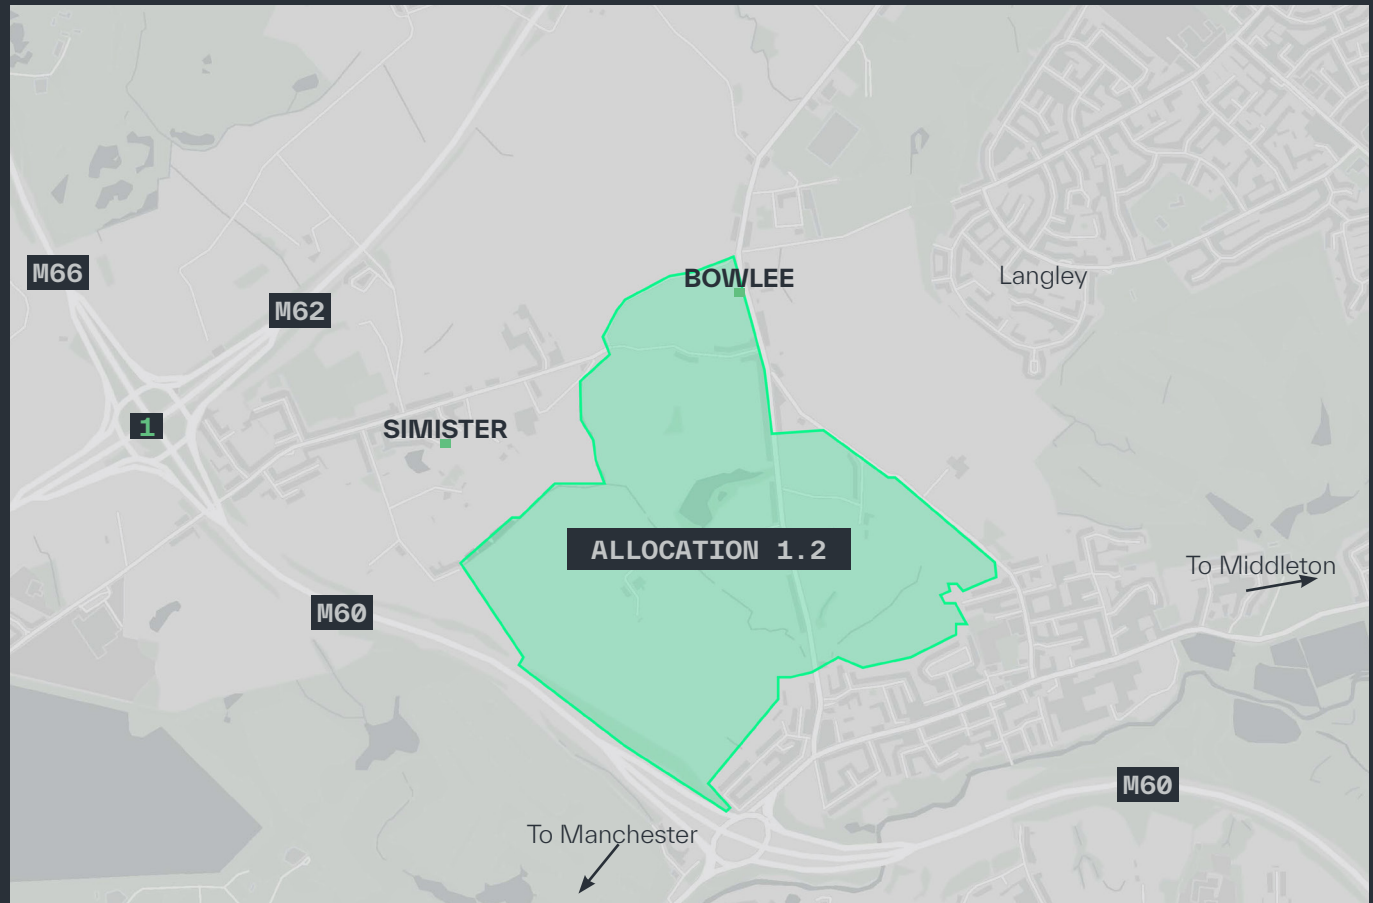 M66
BOWLEE
Langley
M62
1
SIMISTER
ALLOCATION 1.2
To Middleton
M60
M60
To Manchester